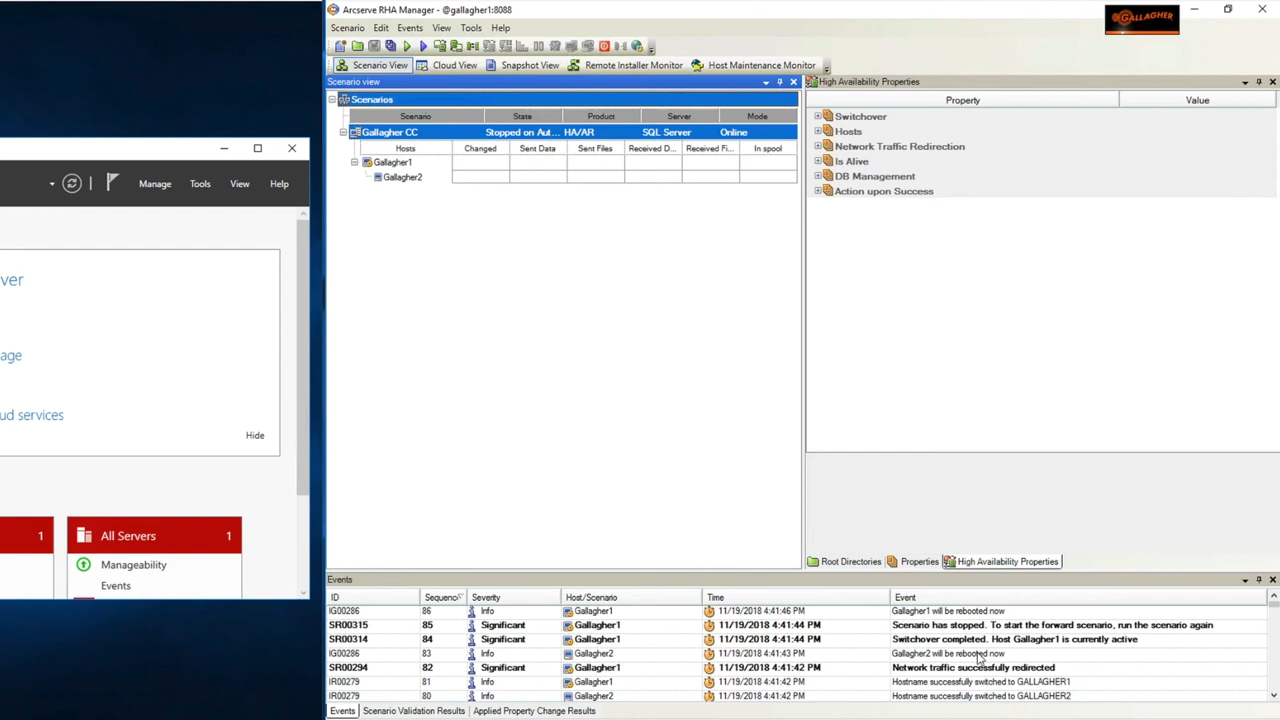 Arcserve RHA Manager - @gallagher1:8088
GALLAGHER
Scenario Edit Events View Tools Help
Scenario View Cloud View Snapshot View Remote Installer Monitor Host Maintenance Monitor
Scenario view
High Availability Properties
Scenarios
Property Value
Scenario State Product Server Mode
Switchover
Gallagher CC Stopped on Aut... HA/AR SQL Server Online
Hosts
Hosts Changed Sent Data Sent Files Received D... Received Fi... In spool
Network Traffic Redirection
Gallagher1
Is Alive
Gallagher2
DB Management
Action upon Success
Manage Tools View Help
ver
age
ud services
Hide
1
All Servers 1
Manageability
Events
Root Directories Properties High Availability Properties
Events
ID Sequenc Severity Host/Scenario Time Event
IG00286 86 Info Gallagher1 11/19/2018 4:41:46 PM Gallagher1 will be rebooted now
SR00315 85 Significant Gallagher1 11/19/2018 4:41:44 PM Scenario has stopped. To start the forward scenario, run the scenario again
SR00314 84 Significant Gallagher1 11/19/2018 4:41:44 PM Switchover completed. Host Gallagher1 is currently active
IG00286 83 Info Gallagher2 11/19/2018 4:41:42 PM Gallagher2 will be rebooted now
SR00294 82 Significant Gallagher1 11/19/2018 4:41:42 PM Network traffic successfully redirected
IR00279 81 Info Gallagher1 11/19/2018 4:41:42 PM Hostname successfully switched to GALLAGHER1
IR00279 80 Info Gallagher2 11/19/2018 4:41:42 PM Hostname successfully switched to GALLAGHER2
Events Scenario Validation Results Applied Property Change Results